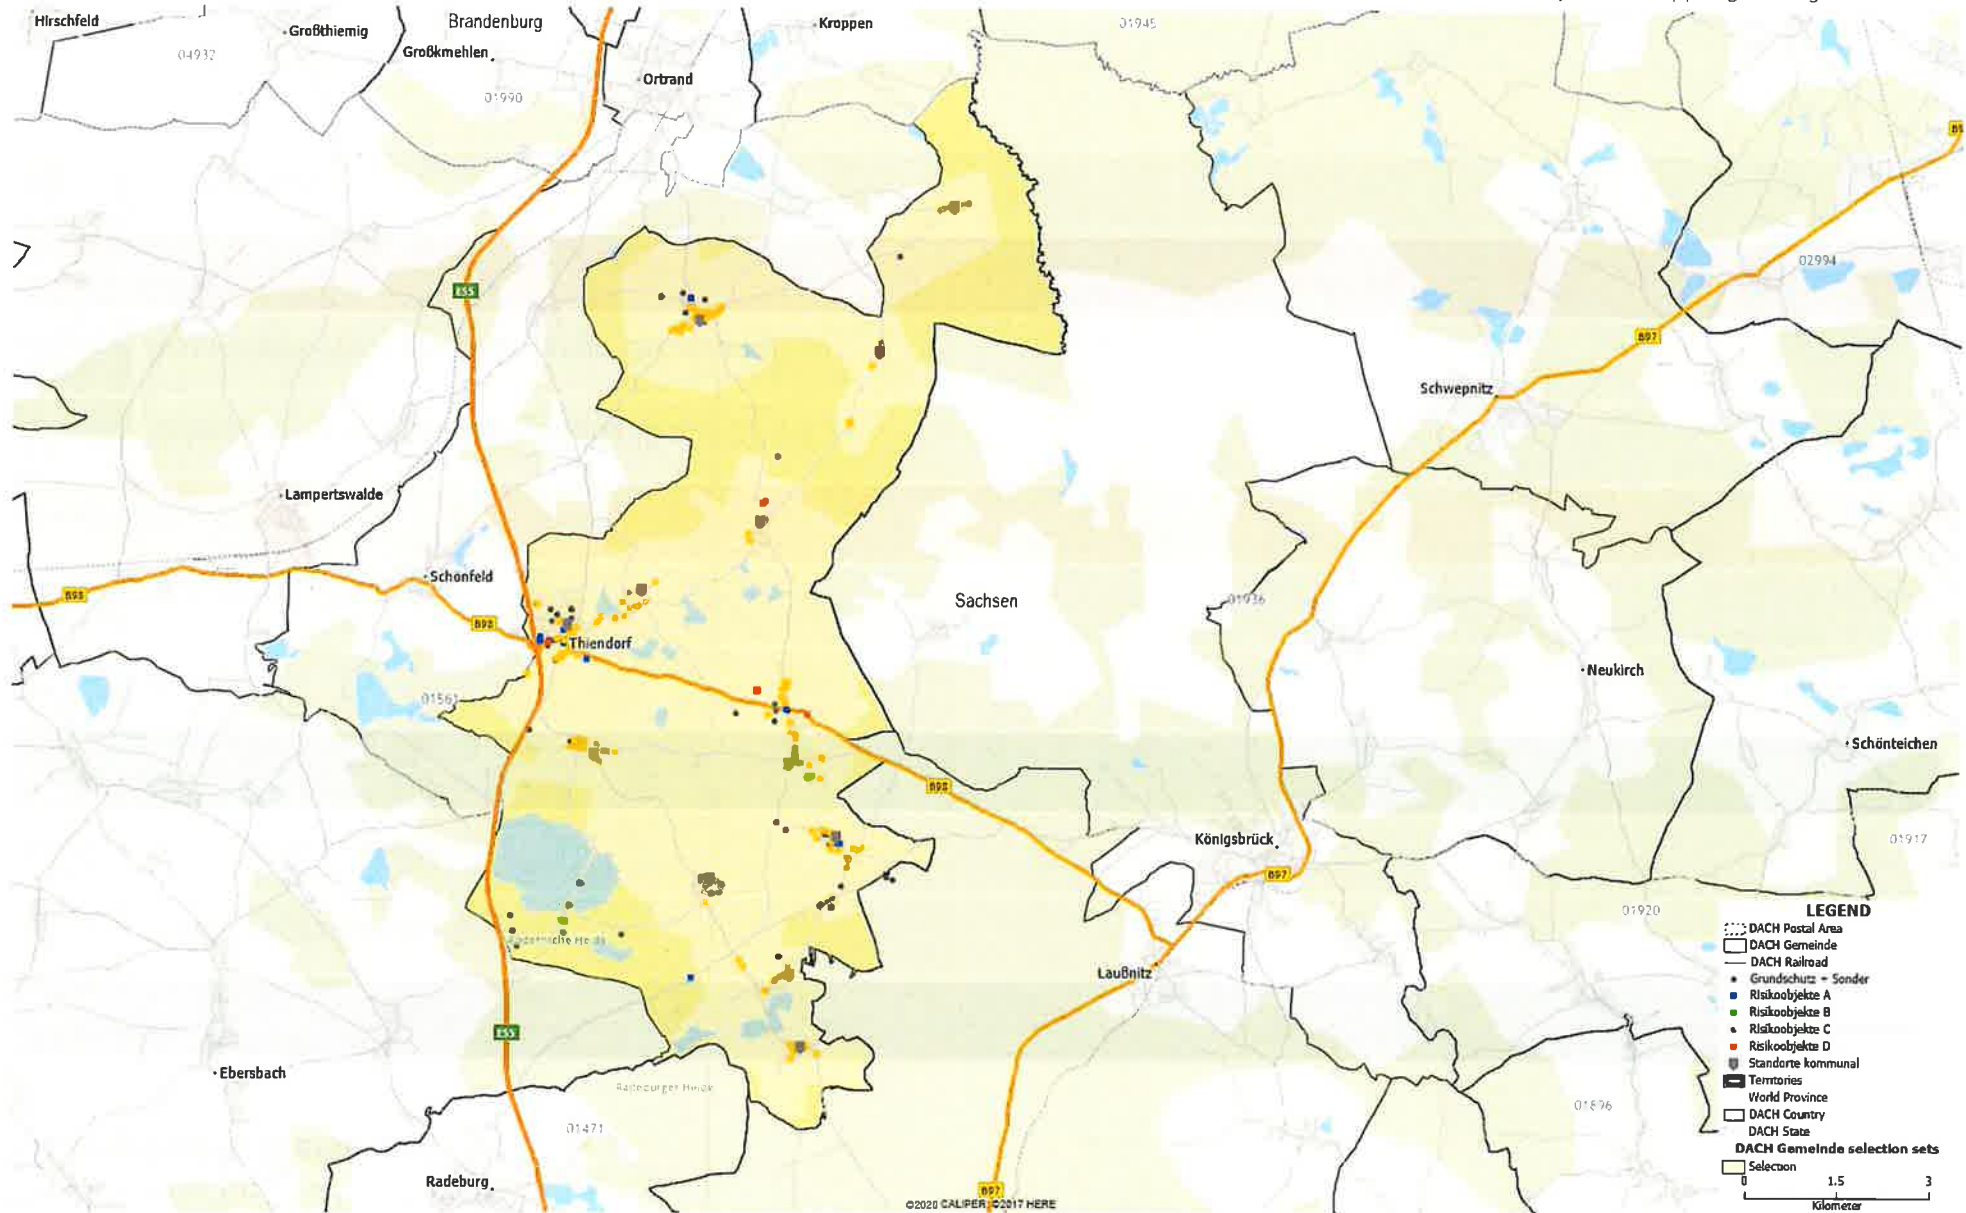 Hirschfeld
Großthiemig
Brandenburg
Kroppen
01945
04932
Großkmehlen
Ortrand
01990
E55
02994
B97
Schwepnitz
Lampertswalde
Schönfeld
B98
B98
Thiendorf
Sachsen
01936
Neukirch
01561
Schönteichen
B98
Königsbrück
01917
B97
01920
Laußnitz
E55
Ebersbach
Radeburger Heide
01471
01896
Radeburg
B97
©2020 CALIPER; ©2017 HERE
LEGEND
DACH Postal Area
DACH Gemeinde
DACH Railroad
Grundschutz + Sonder
Risikoobjekte A
Risikoobjekte B
Risikoobjekte C
Risikoobjekte D
Standorte kommunal
Territories
World Province
DACH Country
DACH State
DACH Gemeinde selection sets
Selection
0 1.5 3
Kilometer